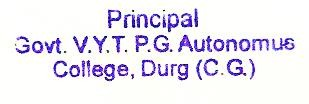 Principal
Govt. V.Y.T. P.G. Autonomus
College, Durg (C.G.)